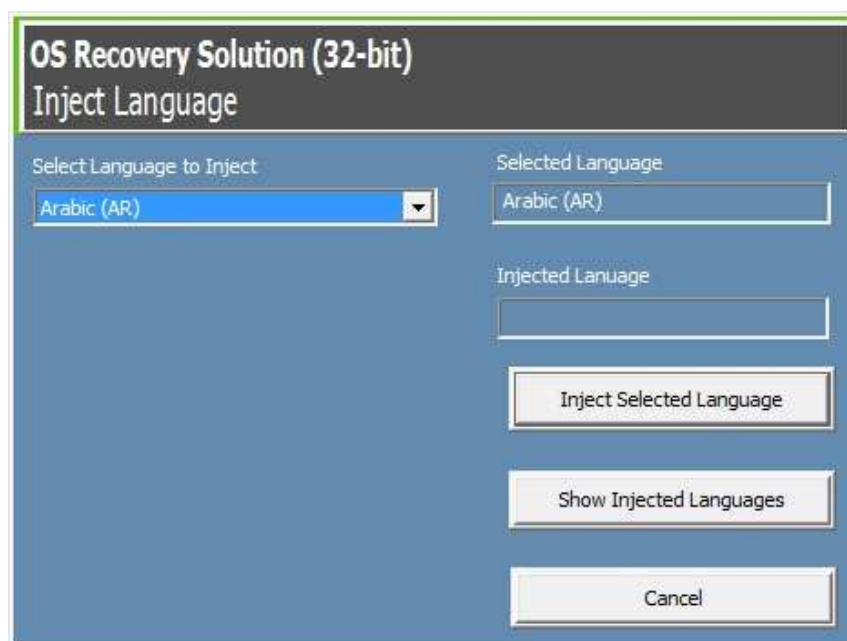 OS Recovery Solution (32-bit)
Inject Language
Select Language to Inject
Arabic (AR)
Selected Language
Arabic (AR)
Injected Lanuage
Inject Selected Language
Show Injected Languages
Cancel